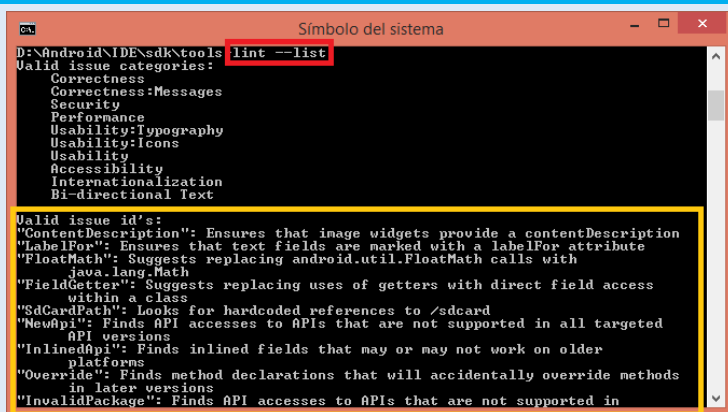 Símbolo del sistema
D:\Android\IDE\sdk\tools>lint --list
Valid issue categories:
Correctness
Correctness:Messages
Security
Performance
Usability:Typography
Usability:Icons
Usability
Accessibility
Internationalization
Bi-directional Text
Valid issue id's:
"ContentDescription": Ensures that image widgets provide a contentDescription
"LabelFor": Ensures that text fields are marked with a labelFor attribute
"FloatMath": Suggests replacing android.util.FloatMath calls with
java.lang.Math
"FieldGetter": Suggests replacing uses of getters with direct field access
within a class
"SdCardPath": Looks for hardcoded references to /sdcard
"NewApi": Finds API accesses to APIs that are not supported in all targeted
API versions
"InlinedApi": Finds inlined fields that may or may not work on older
platforms
"Override": Finds method declarations that will accidentally override methods
in later versions
"InvalidPackage": Finds API accesses to APIs that are not supported in